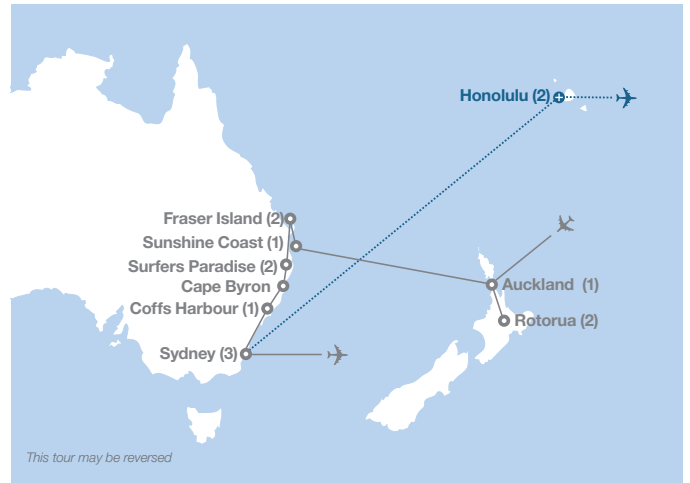 Honolulu (2)
Fraser Island (2)
Sunshine Coast (1)
Surfers Paradise (2)
Cape Byron
Auckland (1)
Coffs Harbour (1)
Rotorua (2)
Sydney (3)
This tour may be reversed